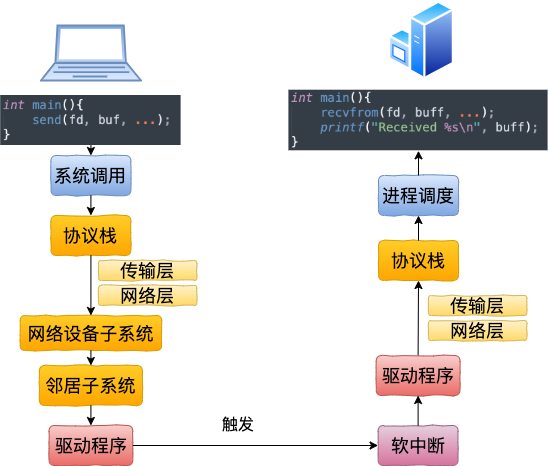 int main(){
send(fd, buf, ...);
}
系统调用
协议栈
传输层
网络层
网络设备子系统
邻居子系统
驱动程序
触发
int main(){
recvfrom(fd, buff, ...);
printf("Received %s\n", buff);
}
进程调度
协议栈
传输层
网络层
驱动程序
软中断